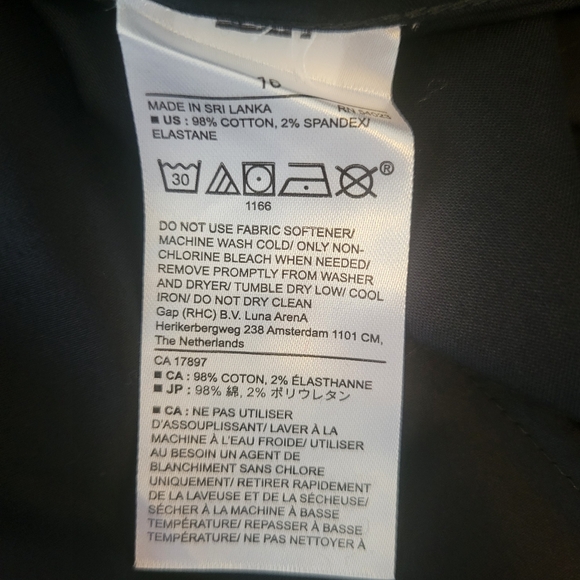 16
MADE IN SRI LANKA RN 54023
■ US : 98% COTTON, 2% SPANDEX/
ELASTANE
30
®
1166
DO NOT USE FABRIC SOFTENER/
MACHINE WASH COLD/ ONLY NON-
CHLORINE BLEACH WHEN NEEDED/
REMOVE PROMPTLY FROM WASHER
AND DRYER/ TUMBLE DRY LOW/ COOL
IRON/ DO NOT DRY CLEAN
Gap (RHC) B.V. Luna ArenA
Herikerbergweg 238 Amsterdam 1101 CM,
The Netherlands
CA 17897
■ CA : 98% COTON, 2% ÉLASTHANNE
■ JP : 98% 綿, 2% ポリウレタン
■ CA : NE PAS UTILISER
D'ASSOUPLISSANT/ LAVER À LA
MACHINE À L'EAU FROIDE/ UTILISER
AU BESOIN UN AGENT DE
BLANCHIMENT SANS CHLORE
UNIQUEMENT/ RETIRER RAPIDEMENT
DE LA LAVEUSE ET DE LA SÉCHEUSE/
SÉCHER À LA MACHINE À BASSE
TEMPÉRATURE/ REPASSER À BASSE
TEMPÉRATURE/ NE PAS NETTOYER À